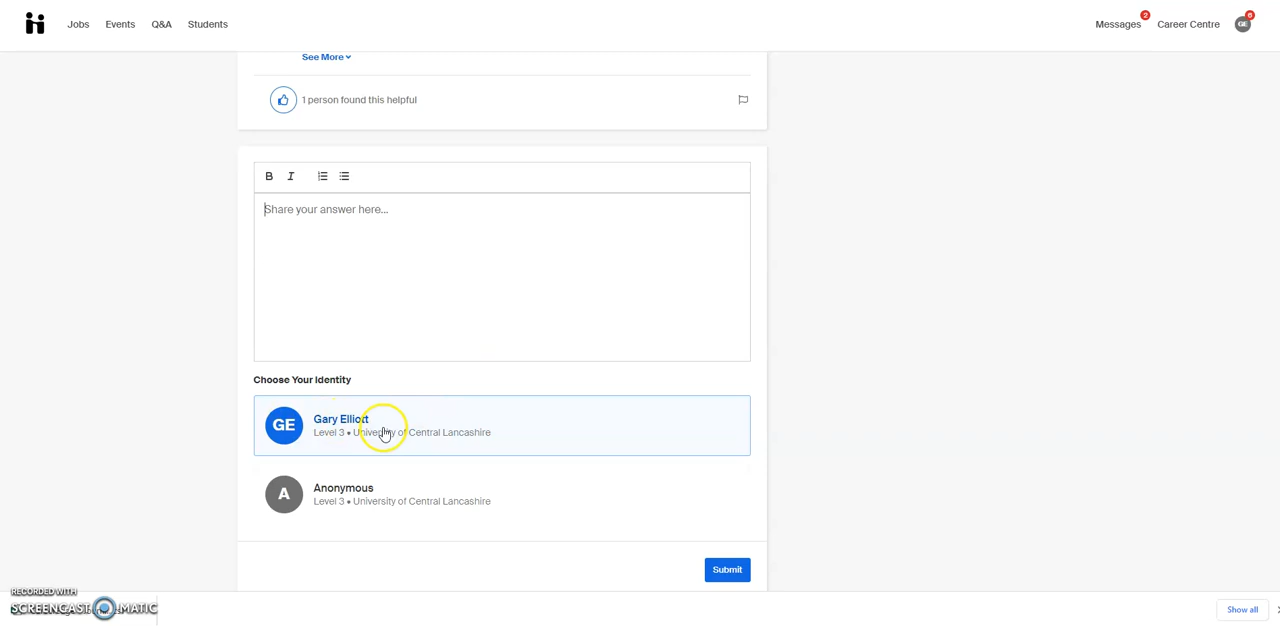 Jobs
Events
Q&A
Students
Messages
2
Career Centre
GE
6
See More
1 person found this helpful
B
I
Share your answer here...
Choose Your Identity
GE
Gary Elliott
Level 3 • University of Central Lancashire
A
Anonymous
Level 3 • University of Central Lancashire
Submit
RECORDED WITH
SCREENCAST-O-MATIC
Show all